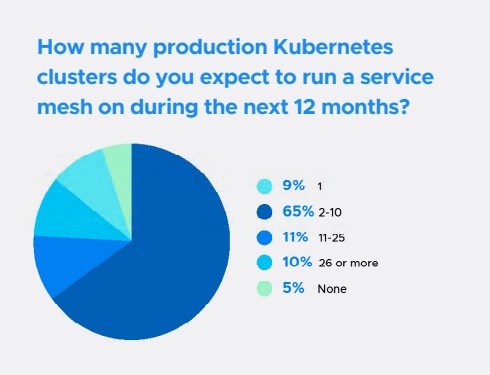 How many production Kubernetes
clusters do you expect to run a service
mesh on during the next 12 months?
9% 1
65% 2-10
11% 11-25
10% 26 or more
5% None